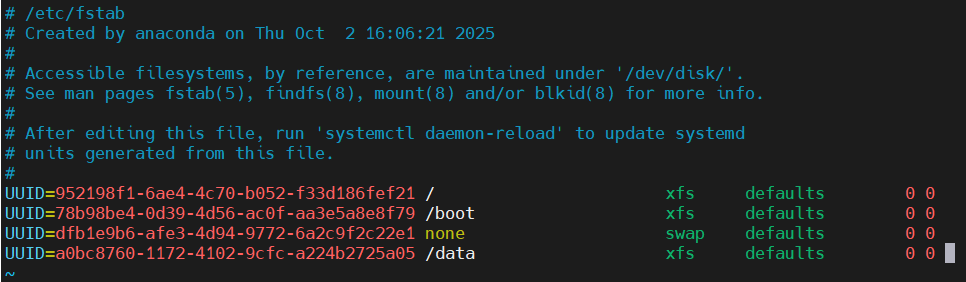 # /etc/fstab
# Created by anaconda on Thu Oct  2 16:06:21 2025
#
# Accessible filesystems, by reference, are maintained under '/dev/disk/'.
# See man pages fstab(5), findfs(8), mount(8) and/or blkid(8) for more info.
#
# After editing this file, run 'systemctl daemon-reload' to update systemd
# units generated from this file.
#
UUID=952198f1-6ae4-4c70-b052-f33d186fef21 /                       xfs     defaults        0 0
UUID=78b98be4-0d39-4d56-ac0f-aa3e5a8e8f79 /boot                   xfs     defaults        0 0
UUID=dfb1e9b6-afe3-4d94-9772-6a2c9f2c22e1 none                    swap    defaults        0 0
UUID=a0bc8760-1172-4102-9cfc-a224b2725a05 /data                   xfs     defaults        0 0
~